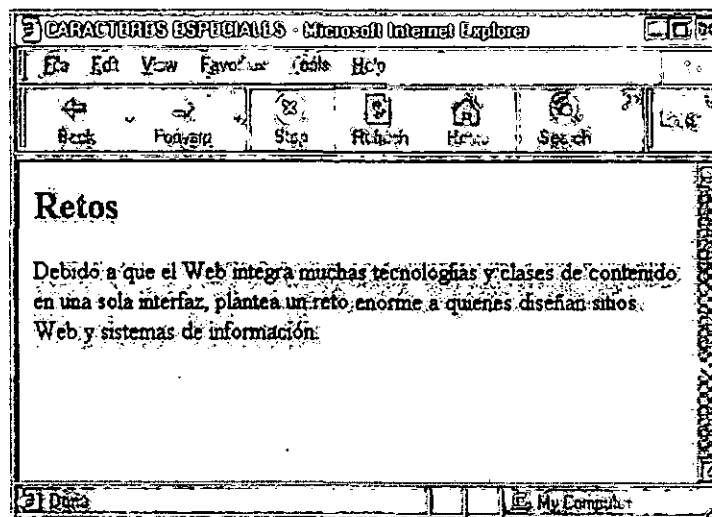 CARACTERES ESPECIALES - Microsoft Internet Explorer
Edit View Tools Help
Back Forward Stop Refresh Home Search
Retos
Debido a que el Web integra muchas tecnologías y clases de contenido
en una sola interfaz, plantea un reto enorme a quienes diseñan sitios
Web y sistemas de información.
Done My Computer